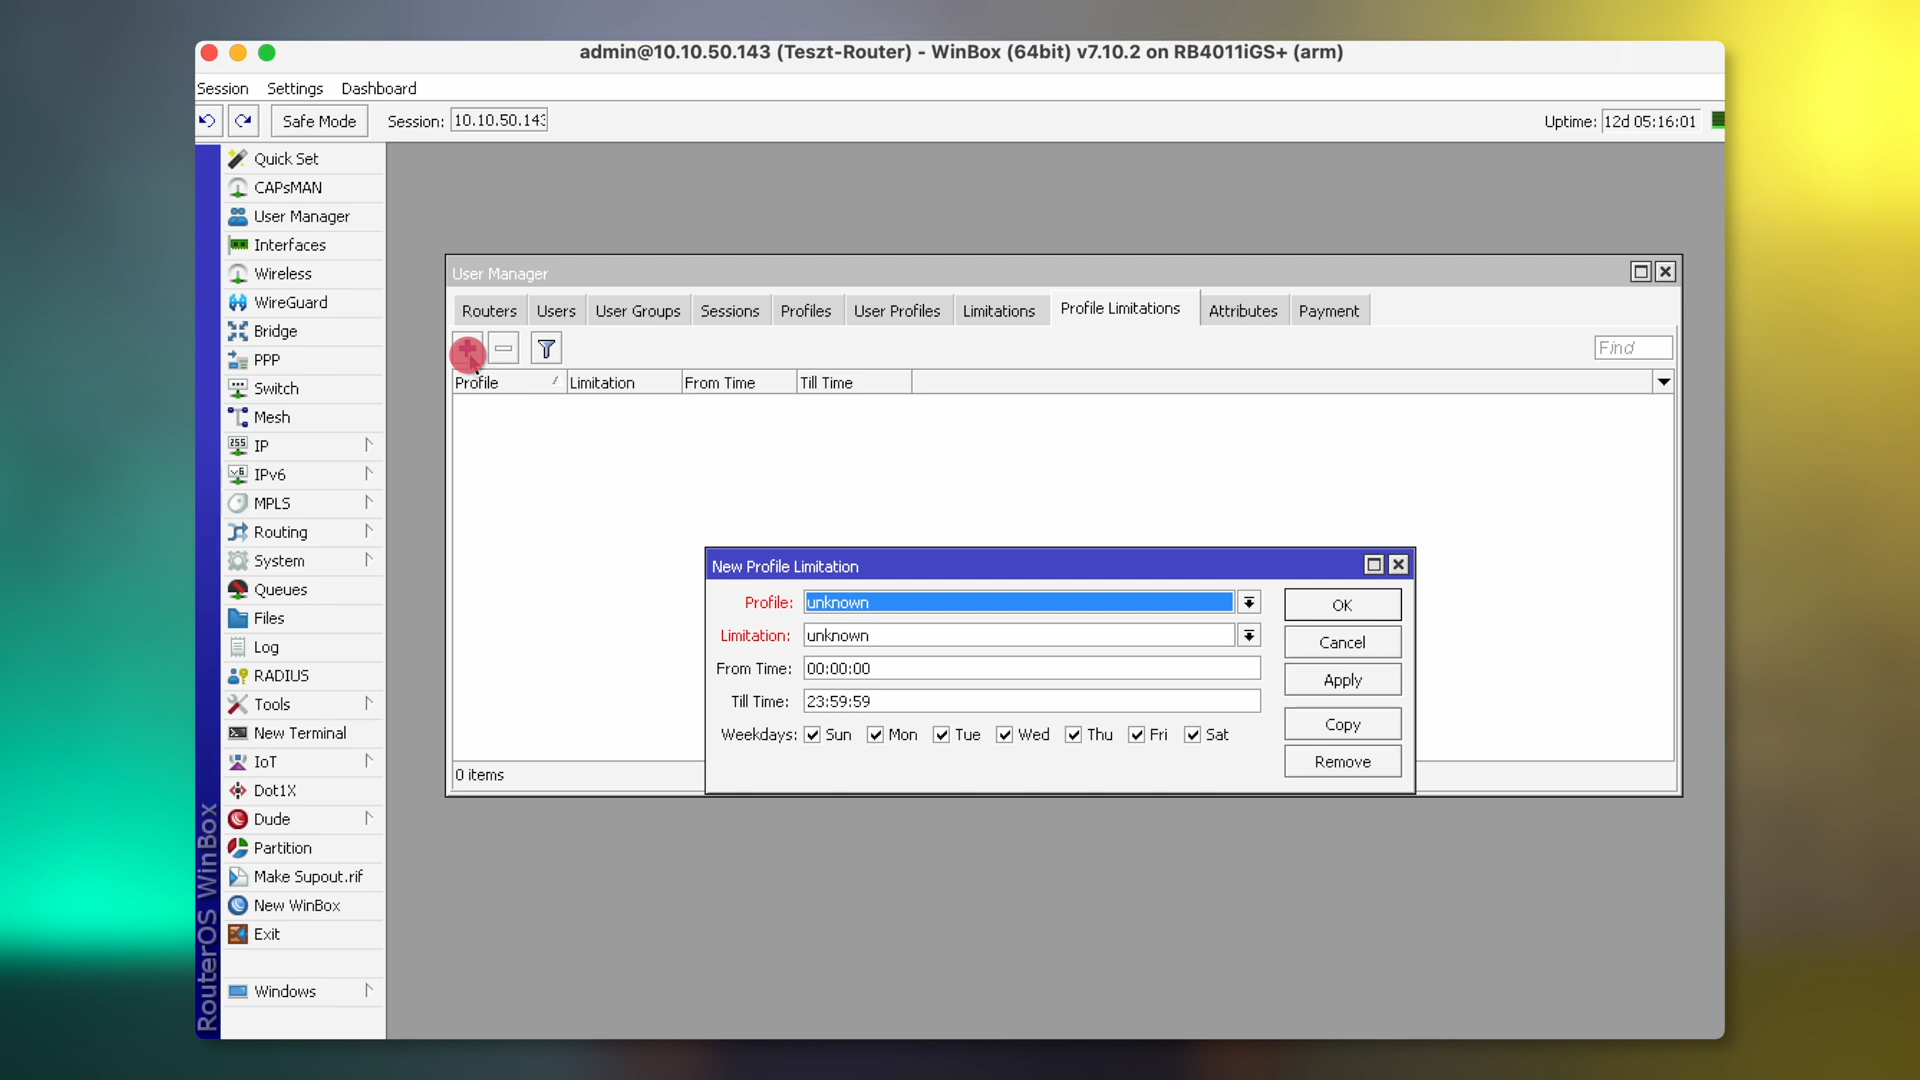 admin@10.10.50.143 (Teszt-Router) - WinBox (64bit) v7.10.2 on RB4011iGS+ (arm)
Session Settings Dashboard
Safe Mode Session: 10.10.50.143 Uptime: 12d 05:16:01
Quick Set
CAPsMAN
User Manager
Interfaces
Wireless
WireGuard
Bridge
PPP
Switch
Mesh
IP
IPv6
MPLS
Routing
System
Queues
Files
Log
RADIUS
Tools
New Terminal
IoT
Dot1X
Dude
Partition
Make Supout.rif
New WinBox
Exit
Windows
RouterOS WinBox
User Manager
Routers Users User Groups Sessions Profiles User Profiles Limitations Profile Limitations Attributes Payment
Find
Profile Limitation From Time Till Time
0 items
New Profile Limitation
Profile: unknown
Limitation: unknown
From Time: 00:00:00
Till Time: 23:59:59
Weekdays: Sun Mon Tue Wed Thu Fri Sat
OK
Cancel
Apply
Copy
Remove